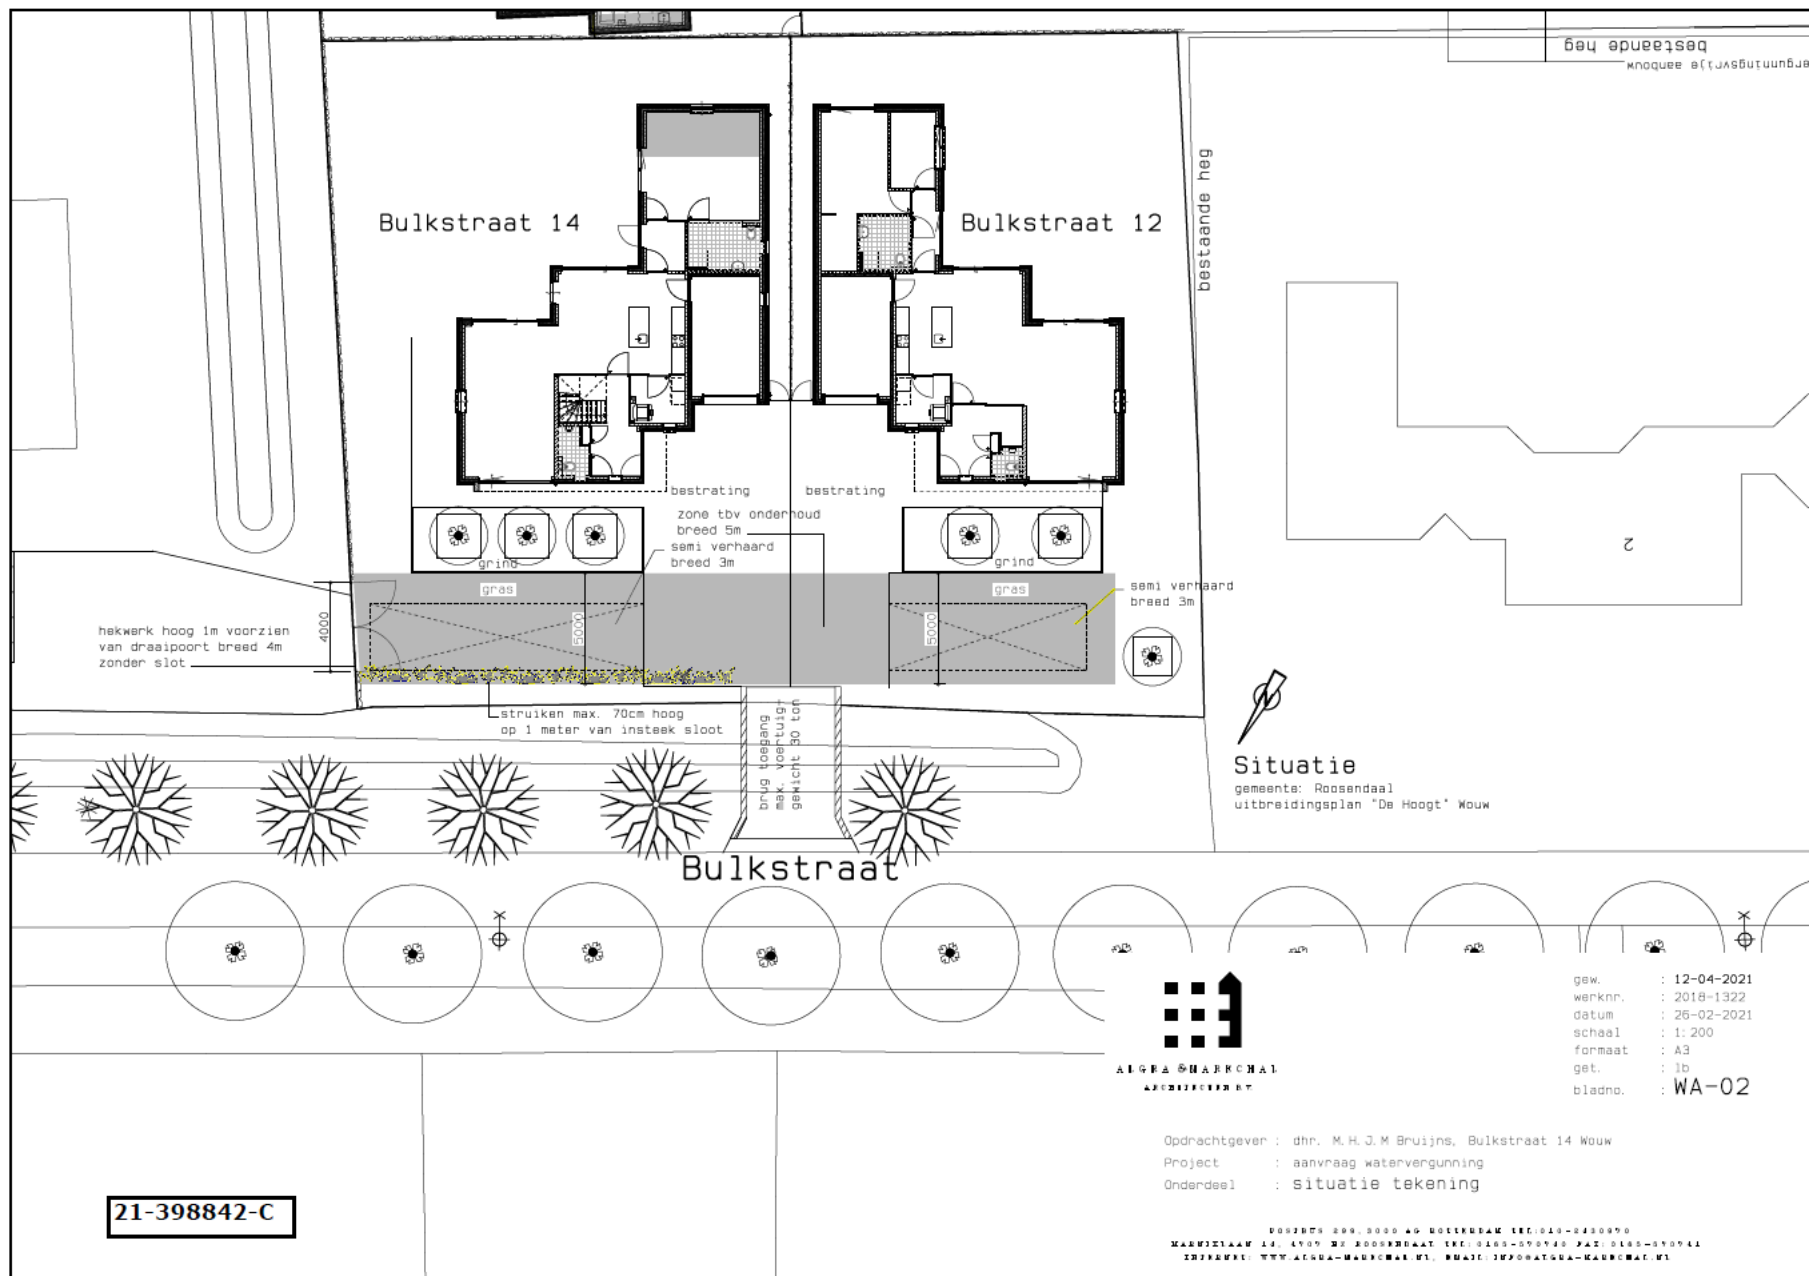 bestaande heg
ergunningsvrije aanbouw
bestaande heg
Bulkstraat 14
Bulkstraat 12
bestrating
bestrating
zone tbv onderhoud
breed 5m
semi verhaard
breed 3m
grind
grind
gras
gras
semi verhaard
breed 3m
2
4000
5000
5000
hekwerk hoog 1m voorzien
van draaipoort breed 4m
zonder slot
struiken max. 70cm hoog
op 1 meter van insteek sloot
brug toegang
max. voertuig-
gewicht 30 ton
Situatie
gemeente: Roosendaal
uitbreidingsplan "De Hoogt" Wouw
Bulkstraat
ALGRA & MARECHAL
ARCHITECTEN B.V.
gew. : 12-04-2021
werknr. : 2018-1322
datum : 26-02-2021
schaal : 1:200
formaat : A3
get. : lb
bladno. : WA-02
Opdrachtgever : dhr. M.H.J.M Bruijns, Bulkstraat 14 Wouw
Project : aanvraag watervergunning
Onderdeel : situatie tekening
21-398842-C